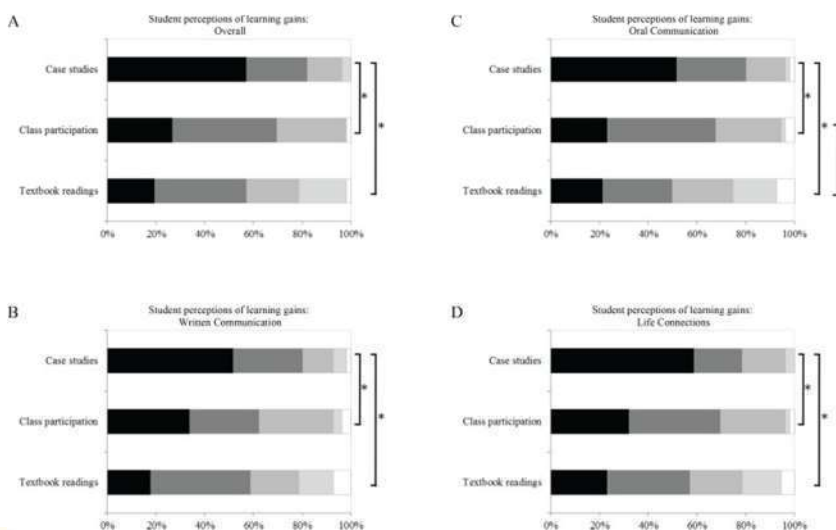 A
Student perceptions of learning gains:
Overall
Case studies
Class participation
Textbook readings
*
*
0% 20% 40% 60% 80% 100%
C
Student perceptions of learning gains:
Oral Communication
Case studies
Class participation
Textbook readings
*
*
0% 20% 40% 60% 80% 100%
B
Student perceptions of learning gains:
Written Communication
Case studies
Class participation
Textbook readings
*
*
0% 20% 40% 60% 80% 100%
D
Student perceptions of learning gains:
Life Connections
Case studies
Class participation
Textbook readings
*
*
0% 20% 40% 60% 80% 100%